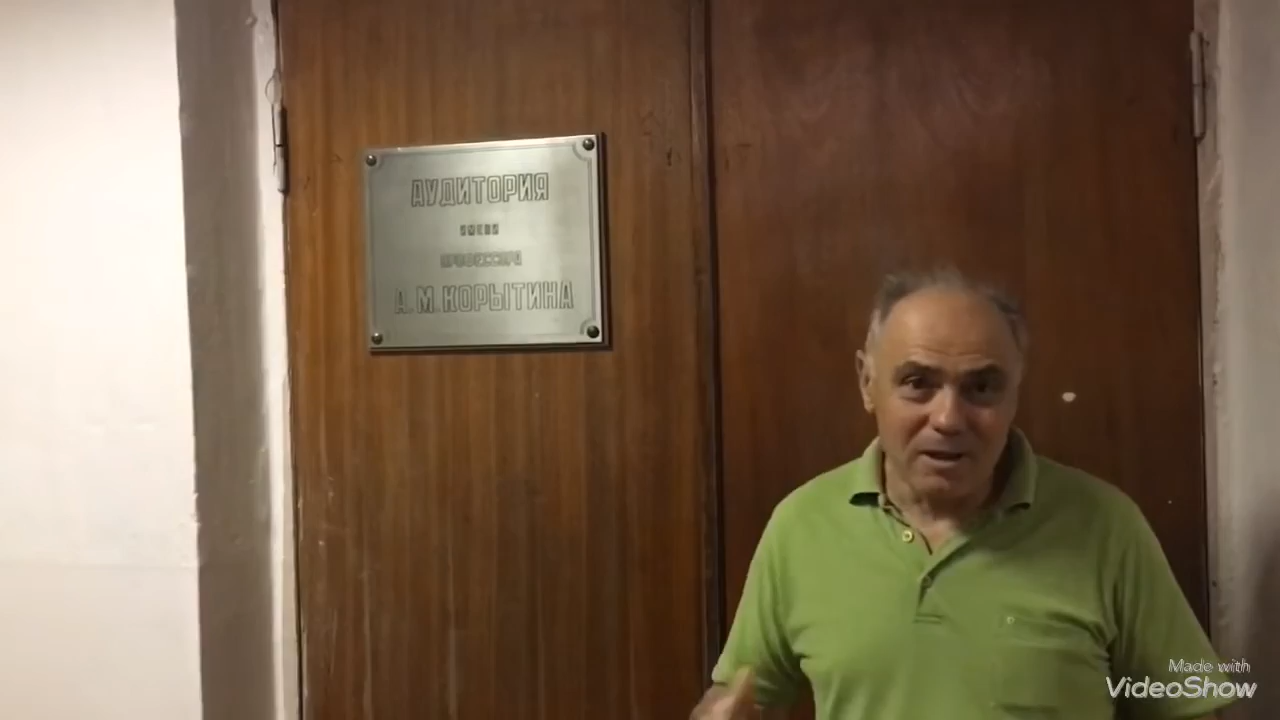 АУДИТОРИЯ
ИМЕНИ
ПРОФЕССОРА
А.М.КОРЫТИНА
Made with
VideoShow